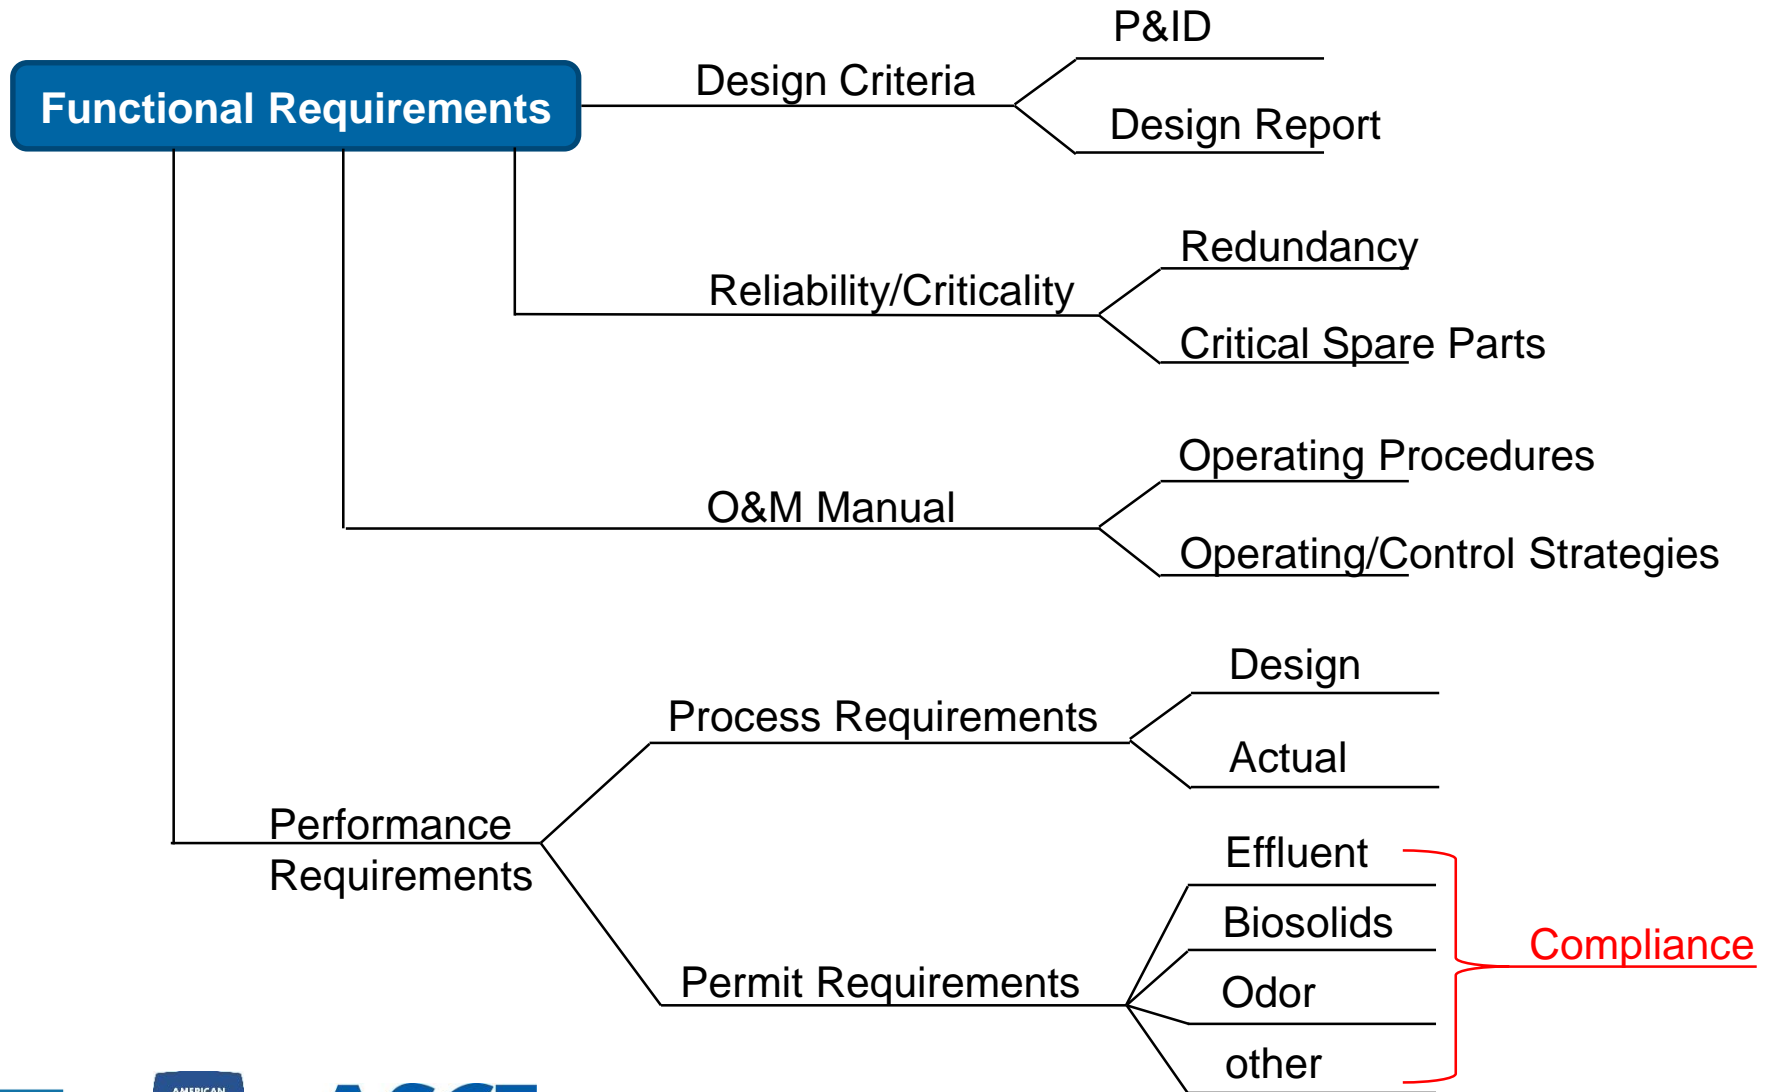 P&ID
Design Criteria
Functional Requirements
Design Report
Redundancy
Reliability/Criticality
Critical Spare Parts
Operating Procedures
O&M Manual
Operating/Control Strategies
Design
Process Requirements
Actual
Performance
Requirements
Effluent
Biosolids
Compliance
Permit Requirements
Odor
other
AMERICAN